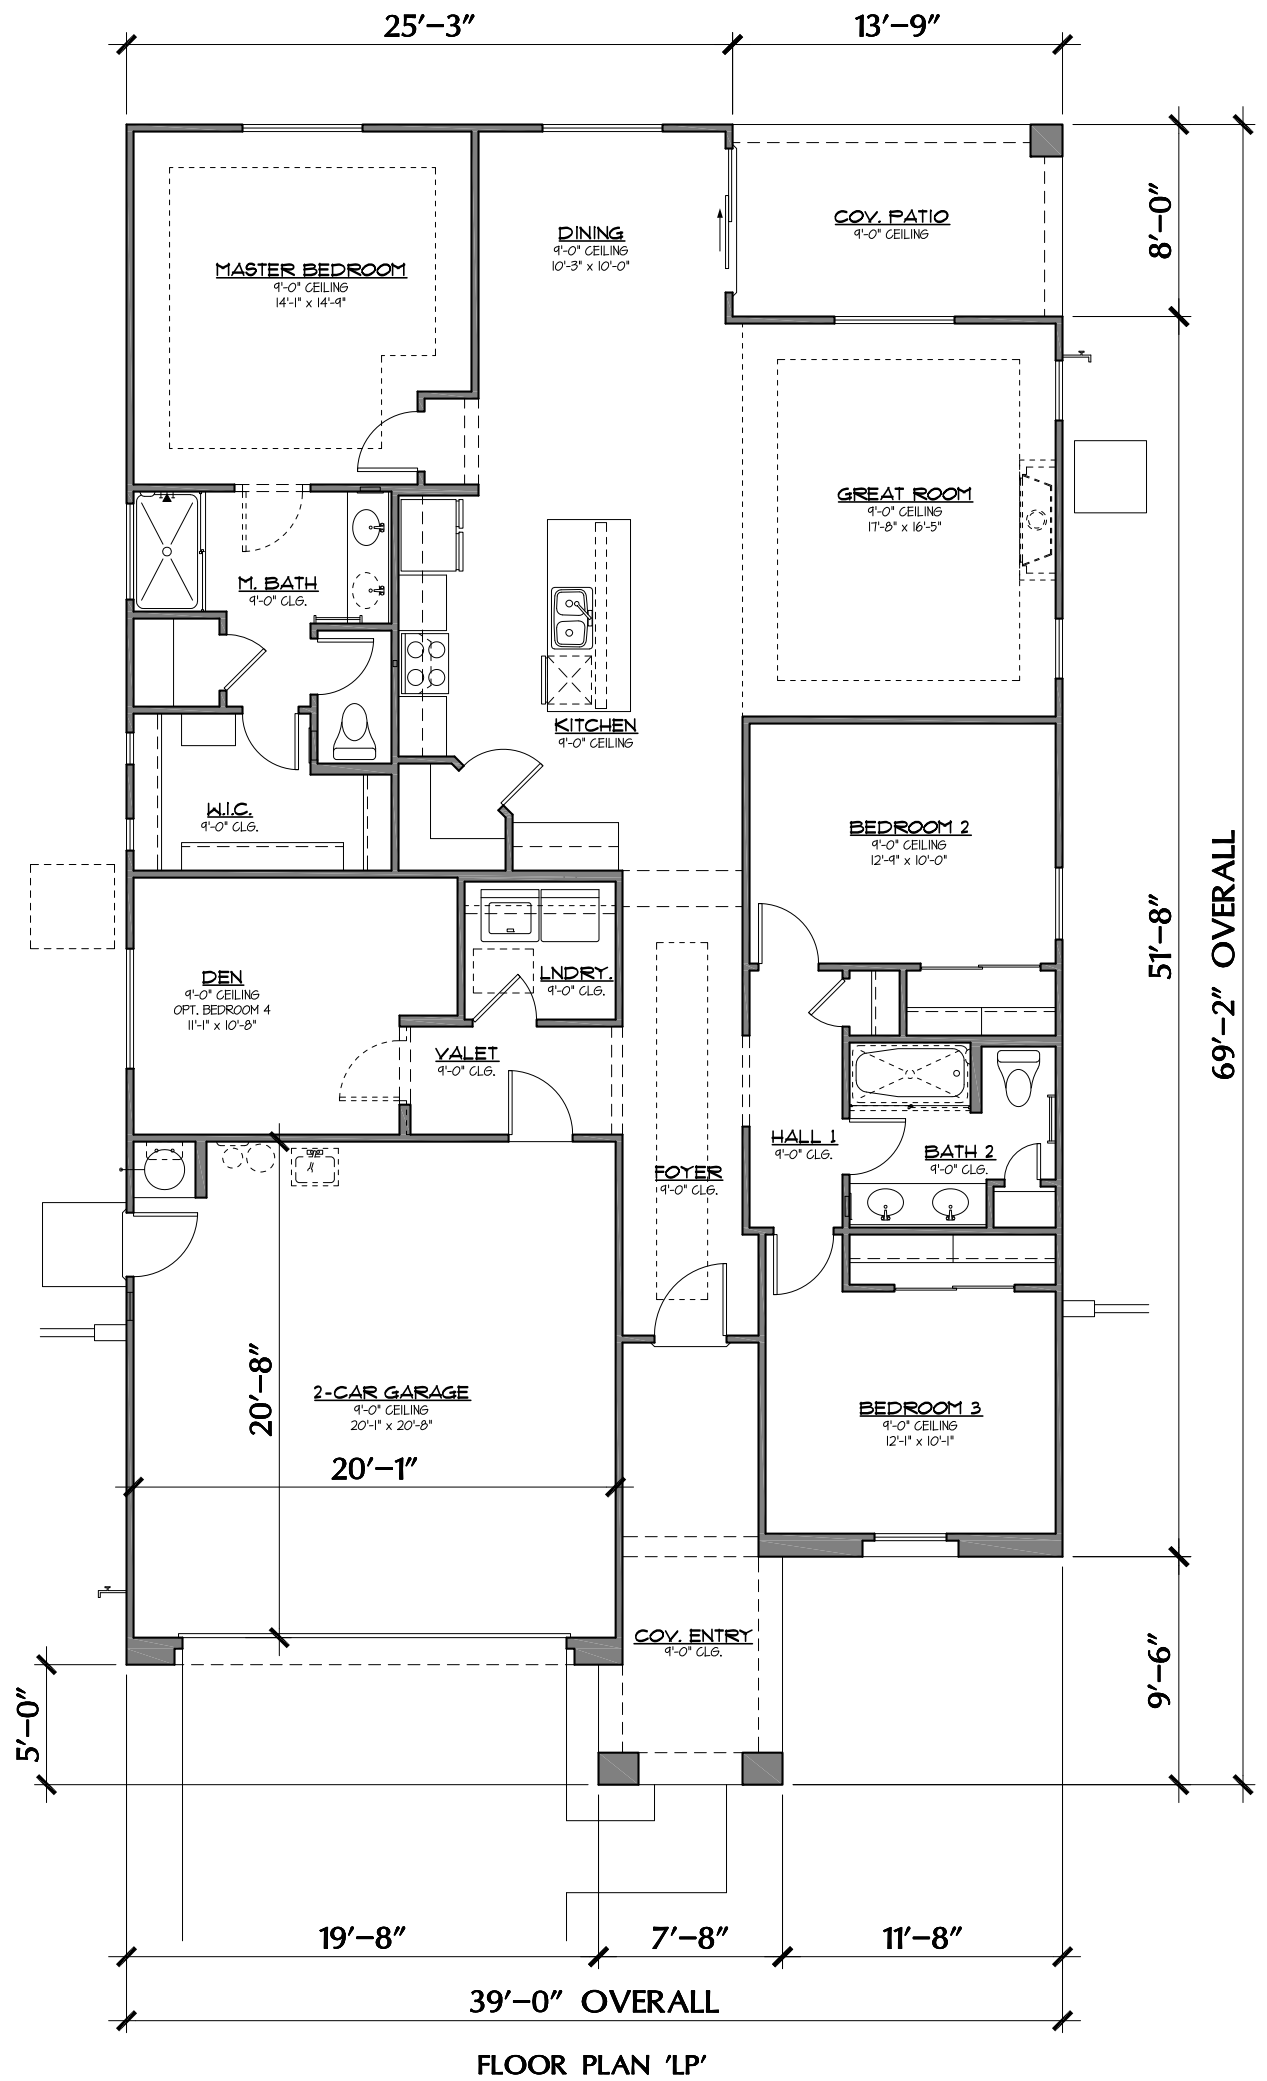 25'-3"
13'-9"
COV. PATIO
9'-0" CEILING
8'-0"
DINING
9'-0" CEILING
10'-3" x 10'-0"
MASTER BEDROOM
9'-0" CEILING
14'-1" x 14'-9"
GREAT ROOM
9'-0" CEILING
17'-8" x 16'-5"
M. BATH
9'-0" CLG.
KITCHEN
9'-0" CEILING
W.I.C.
9'-0" CLG.
BEDROOM 2
9'-0" CEILING
12'-9" x 10'-0"
51'-8"
69'-2" OVERALL
DEN
9'-0" CEILING
OPT. BEDROOM 4
11'-1" x 10'-8"
LNDRY.
9'-0" CLG.
VALET
9'-0" CLG.
HALL 1
9'-0" CLG.
BATH 2
9'-0" CLG.
FOYER
9'-0" CLG.
20'-8"
2-CAR GARAGE
9'-0" CEILING
20'-1" x 20'-8"
20'-1"
BEDROOM 3
9'-0" CEILING
12'-1" x 10'-1"
COV. ENTRY
9'-0" CLG.
5'-0"
9'-6"
19'-8"
7'-8"
11'-8"
39'-0" OVERALL
FLOOR PLAN 'LP'